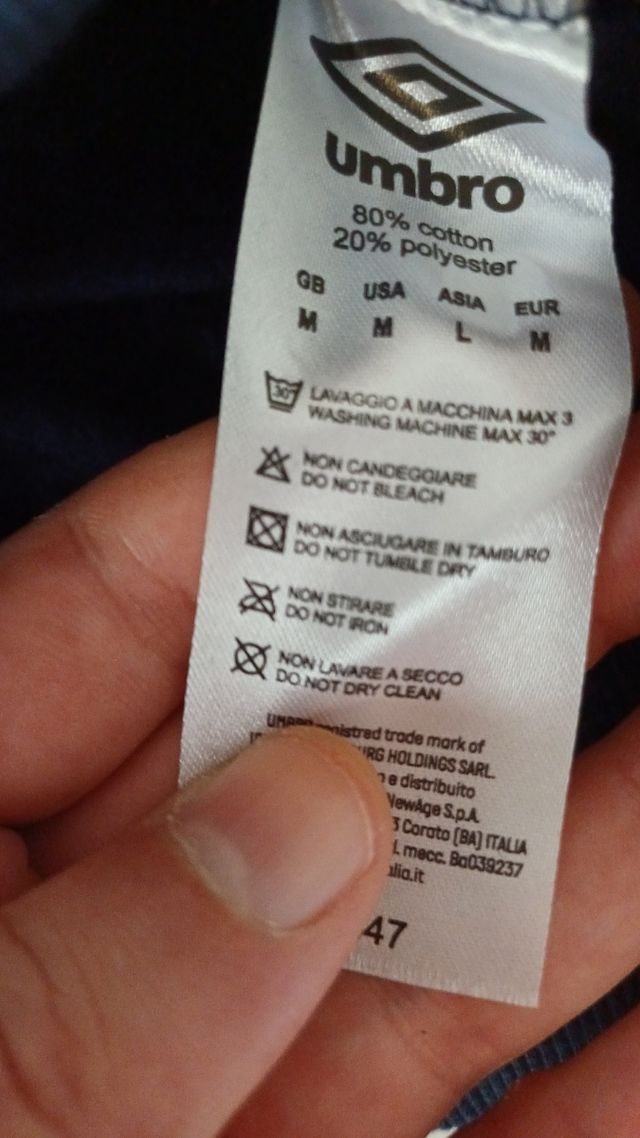 umbro
80% cotton
20% polyester
GB USA ASIA EUR
M M L M
30°
LAVAGGIO A MACCHINA MAX 3
WASHING MACHINE MAX 30°
NON CANDEGGIARE
DO NOT BLEACH
NON ASCIUGARE IN TAMBURO
DO NOT TUMBLE DRY
NON STIRARE
DO NOT IRON
NON LAVARE A SECCO
DO NOT DRY CLEAN
trade mark of
HOLDINGS SARL.
e distribuito
NewAge S.p.A.
Corato (BA) ITALIA
mecc. Ba039237
47